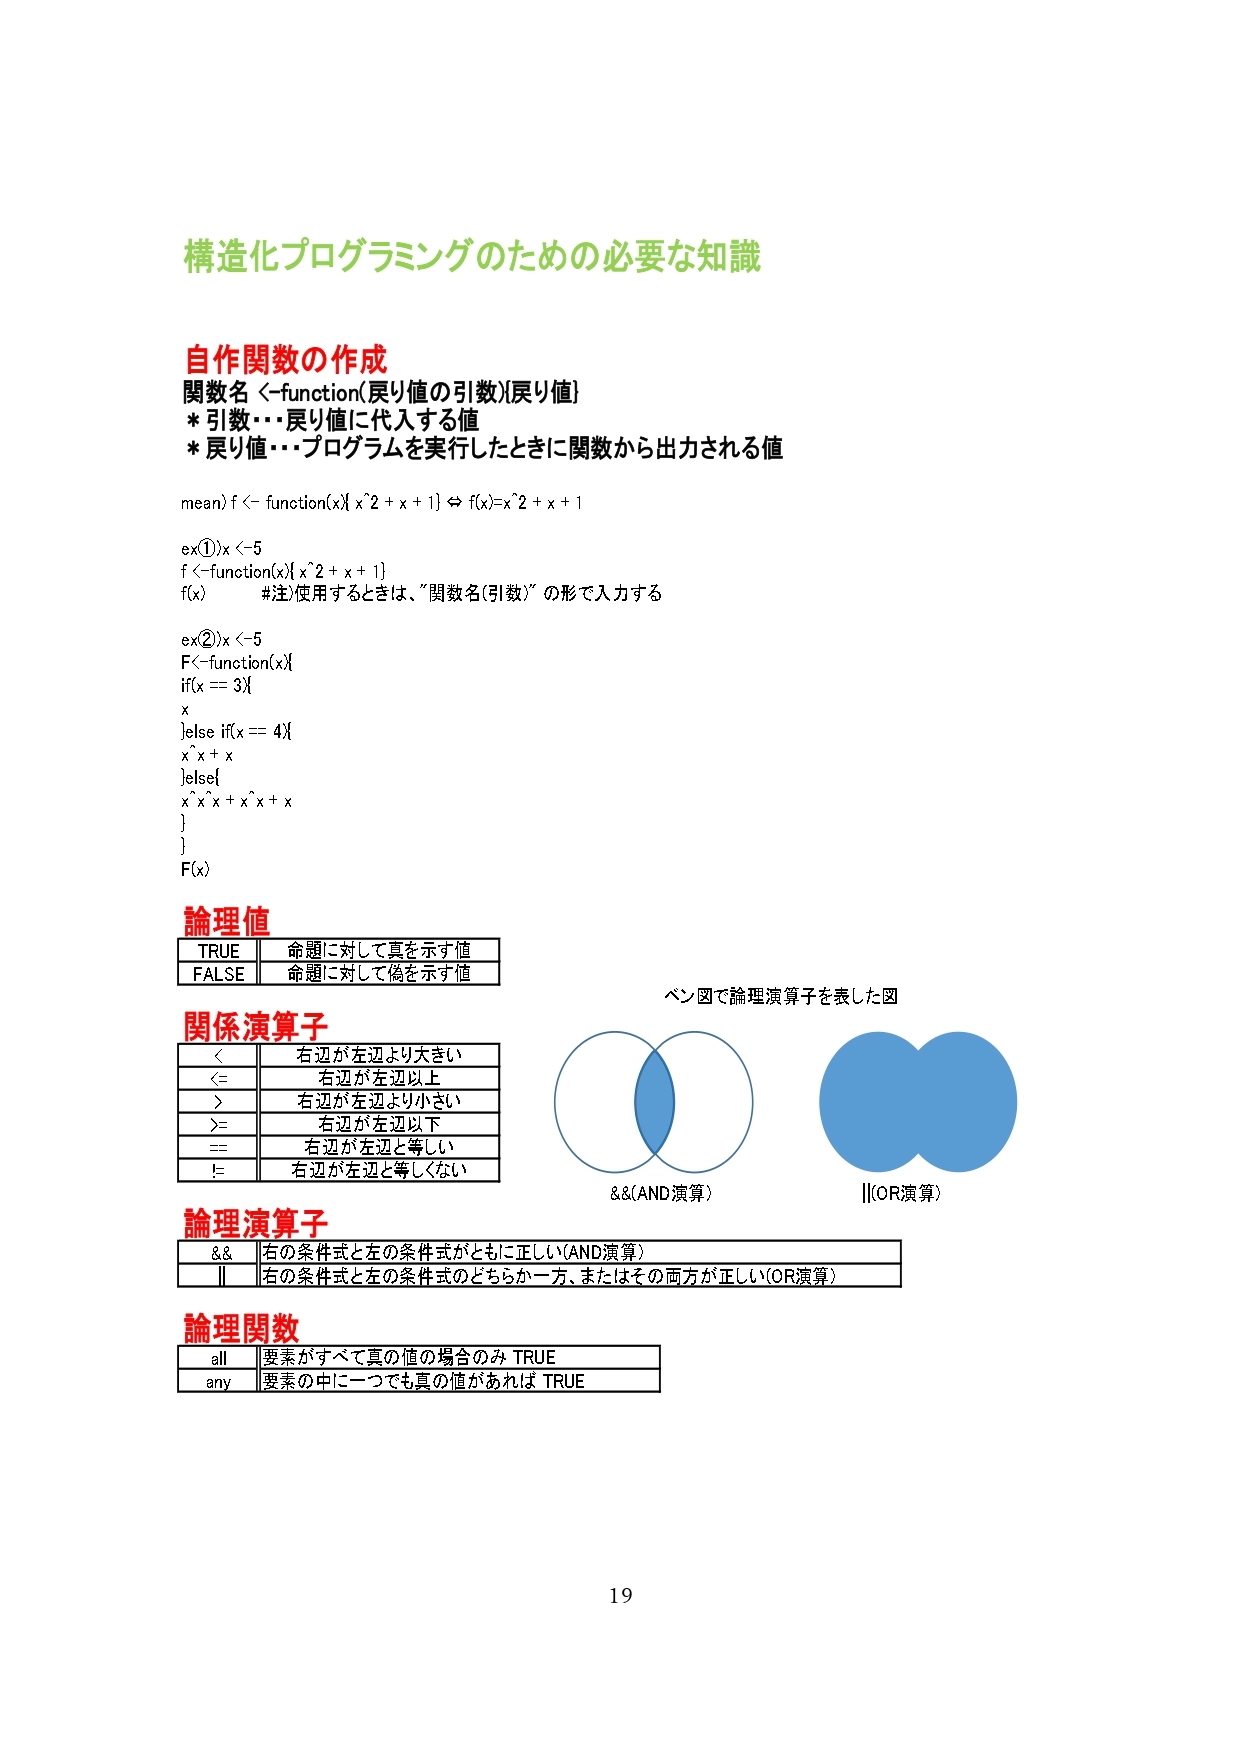 構造化プログラミングのための必要な知識
自作関数の作成
関数名 <-function(戻り値の引数){戻り値}
* 引数・・・戻り値に代入する値
* 戻り値・・・プログラムを実行したときに関数から出力される値
mean) f <- function(x){ x^2 + x + 1} ⇔ f(x)=x^2 + x + 1
ex①)x <-5
f <-function(x){ x^2 + x + 1}
f(x) #注)使用するときは、”関数名(引数)” の形で入力する
ex②)x <-5
F<-function(x){
if(x == 3){
x
}else if(x == 4){
x^x + x
}else{
x^x^x + x^x + x
}
}
F(x)
論理値
TRUE 命題に対して真を示す値
FALSE 命題に対して偽を示す値
関係演算子
< 右辺が左辺より大きい
<= 右辺が左辺以上
> 右辺が左辺より小さい
>= 右辺が左辺以下
== 右辺が左辺と等しい
!= 右辺が左辺と等しくない
ベン図で論理演算子を表した図
&&(AND演算) ||(OR演算)
論理演算子
&& 右の条件式と左の条件式がともに正しい(AND演算)
|| 右の条件式と左の条件式のどちらか一方、またはその両方が正しい(OR演算)
論理関数
all 要素がすべて真の値の場合のみ TRUE
any 要素の中に一つでも真の値があれば TRUE
19